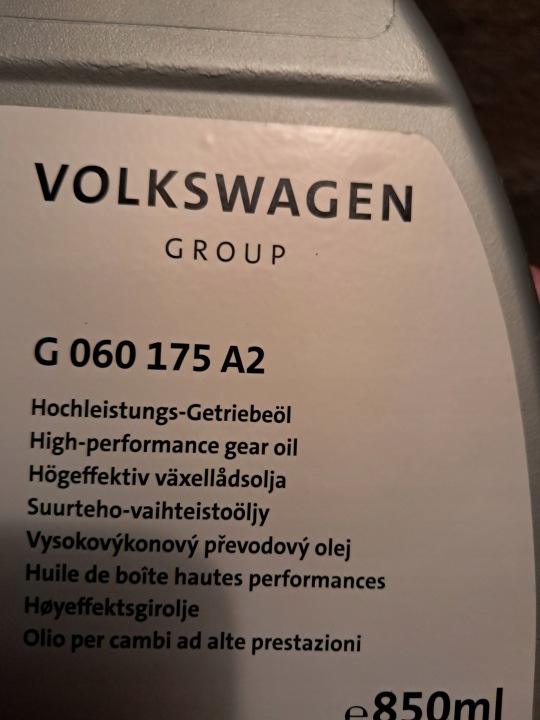 VOLKSWAGEN
GROUP
G 060 175 A2
Hochleistungs-Getriebeöl
High-performance gear oil
Högeffektiv växellådsolja
Suurteho-vaihteistoöljy
Vysokovýkonový převodový olej
Huile de boîte hautes performances
Høyeffektsgirolje
Olio per cambi ad alte prestazioni
℮850ml